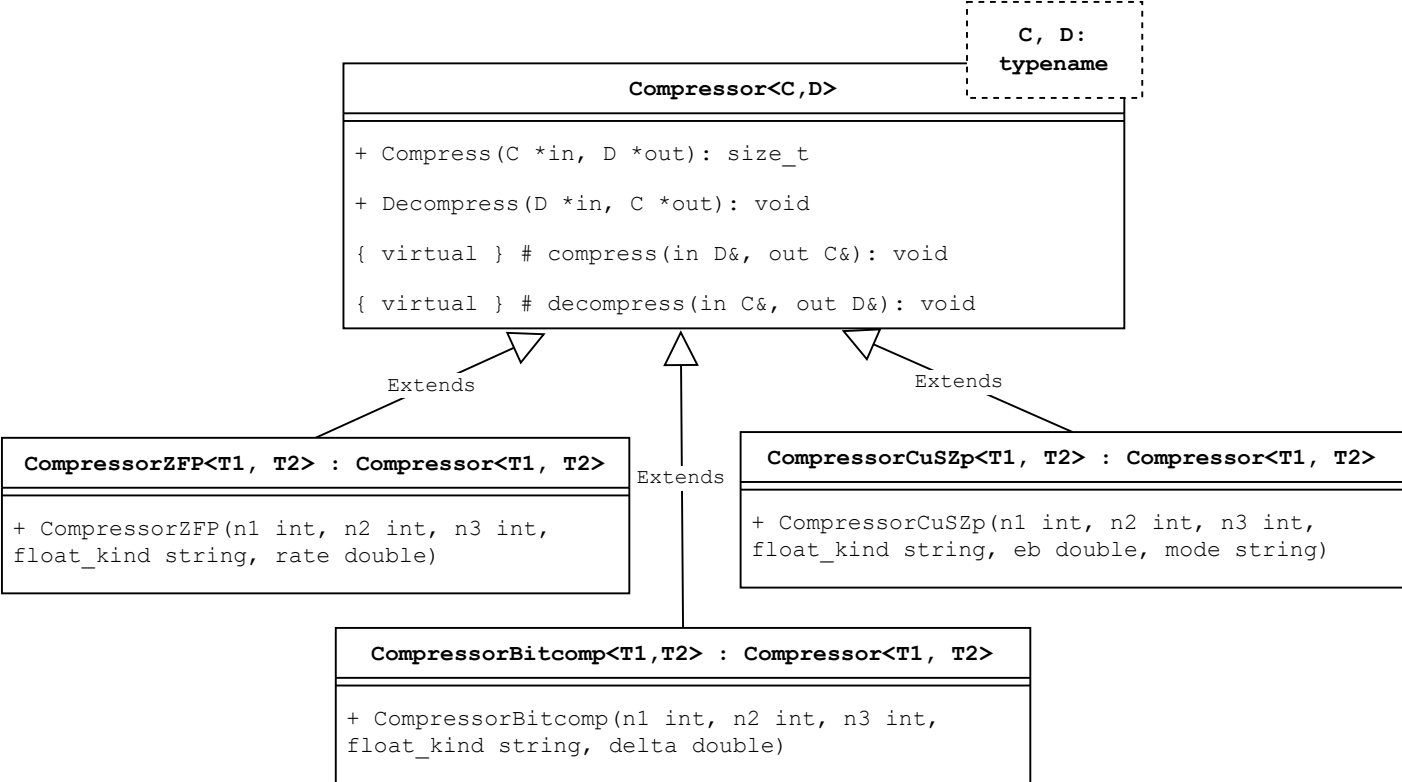 C, D:
typename
Compressor<C,D>
+ Compress(C *in, D *out): size_t
+ Decompress(D *in, C *out): void
{ virtual } # compress(in D&, out C&): void
{ virtual } # decompress(in C&, out D&): void
Extends
Extends
Extends
CompressorZFP<T1, T2> : Compressor<T1, T2>
+ CompressorZFP(n1 int, n2 int, n3 int,
float_kind string, rate double)
CompressorCuSZp<T1, T2> : Compressor<T1, T2>
+ CompressorCuSZp(n1 int, n2 int, n3 int,
float_kind string, eb double, mode string)
CompressorBitcomp<T1,T2> : Compressor<T1, T2>
+ CompressorBitcomp(n1 int, n2 int, n3 int,
float_kind string, delta double)